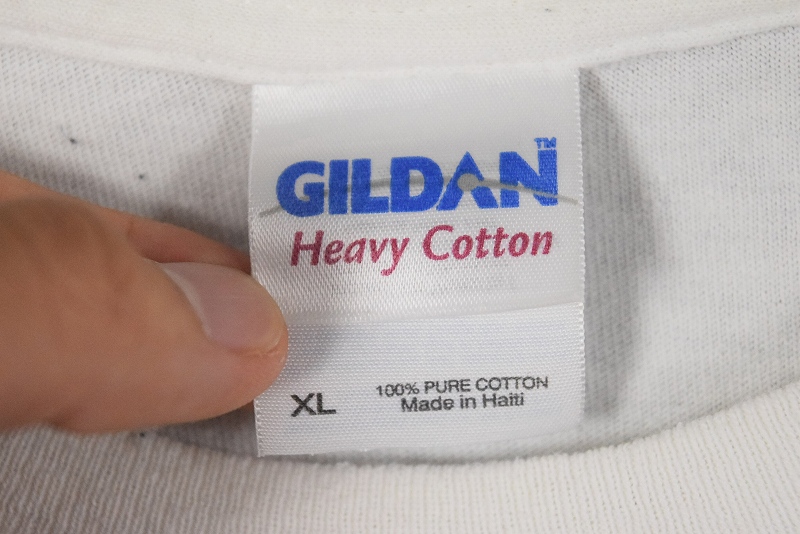 GILDAN™
Heavy Cotton
XL
100% PURE COTTON
Made in Haiti